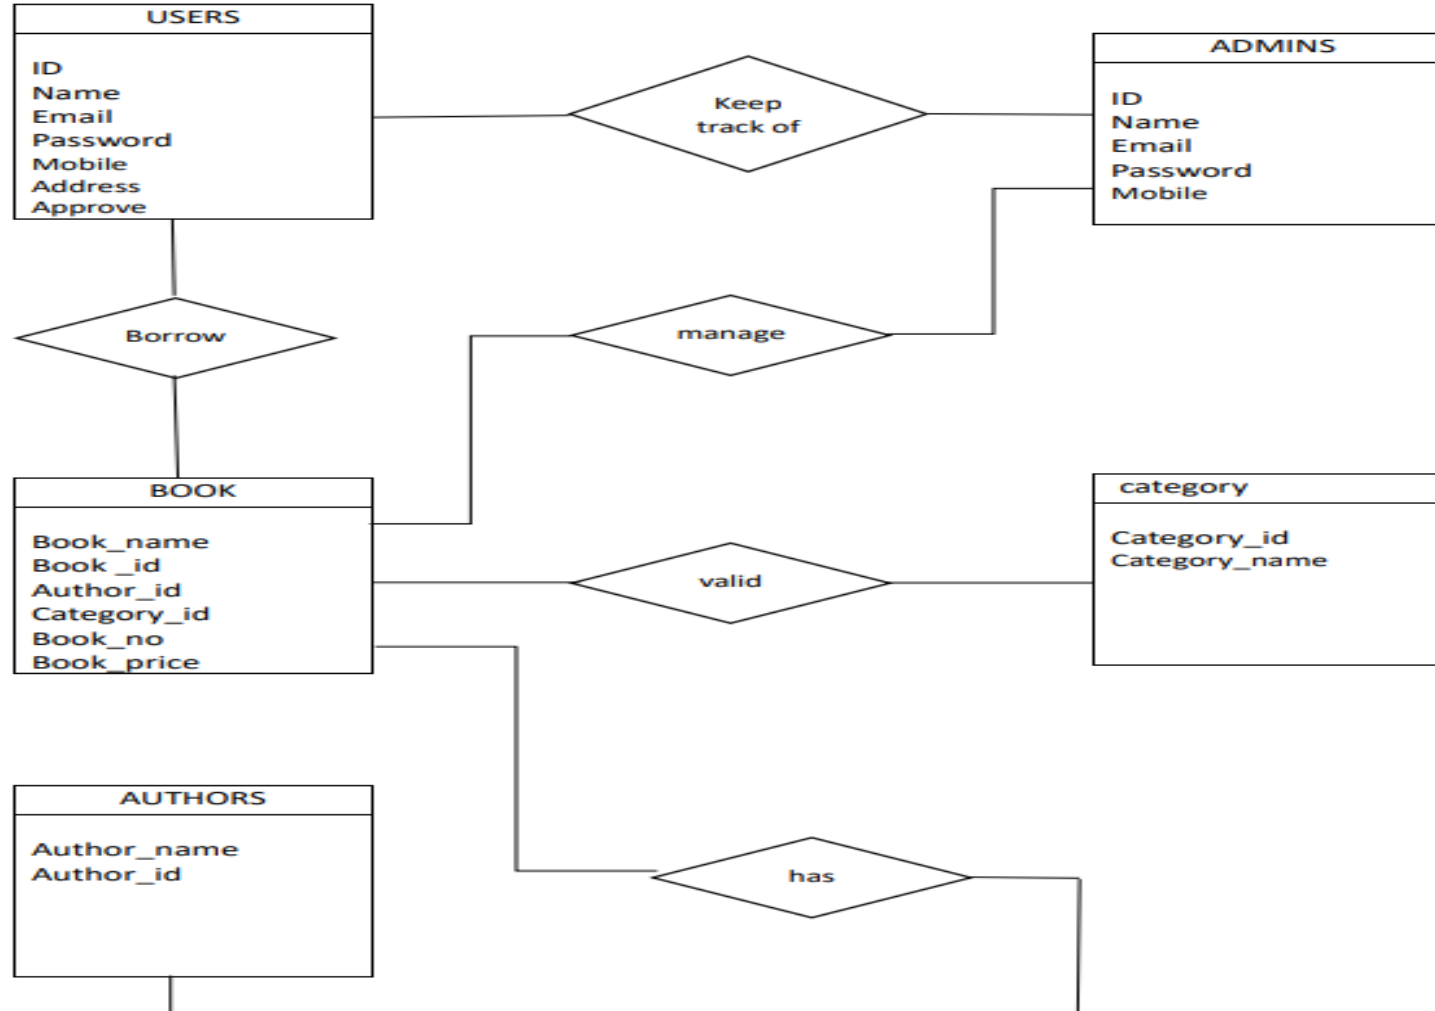 USERS
ID
Name
Email
Password
Mobile
Address
Approve
Keep
track of
ADMINS
ID
Name
Email
Password
Mobile
Borrow
manage
BOOK
Book_name
Book _id
Author_id
Category_id
Book_no
Book_price
valid
category
Category_id
Category_name
AUTHORS
Author_name
Author_id
has